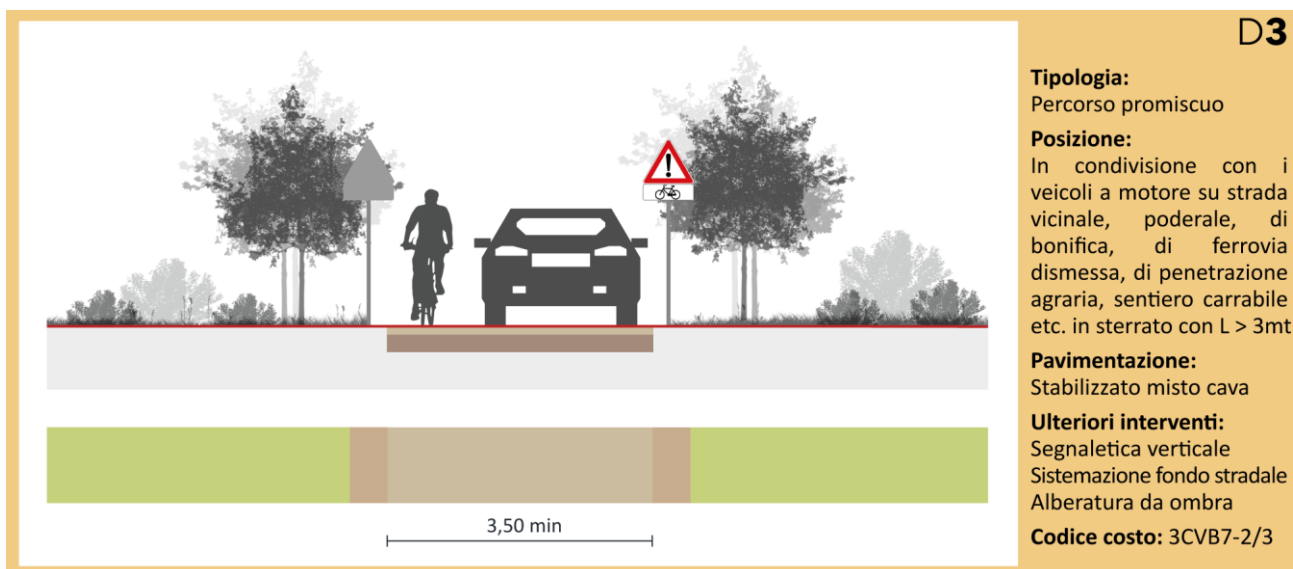 D3
Tipologia:
Percorso promiscuo
Posizione:
In condivisione con i
veicoli a motore su strada
vicinale, poderale, di
bonifica, di ferrovia
dismessa, di penetrazione
agraria, sentiero carrabile
etc. in sterrato con L > 3mt
Pavimentazione:
Stabilizzato misto cava
Ulteriori interventi:
Segnaletica verticale
Sistemazione fondo stradale
Alberatura da ombra
Codice costo: 3CVB7-2/3
!
3,50 min